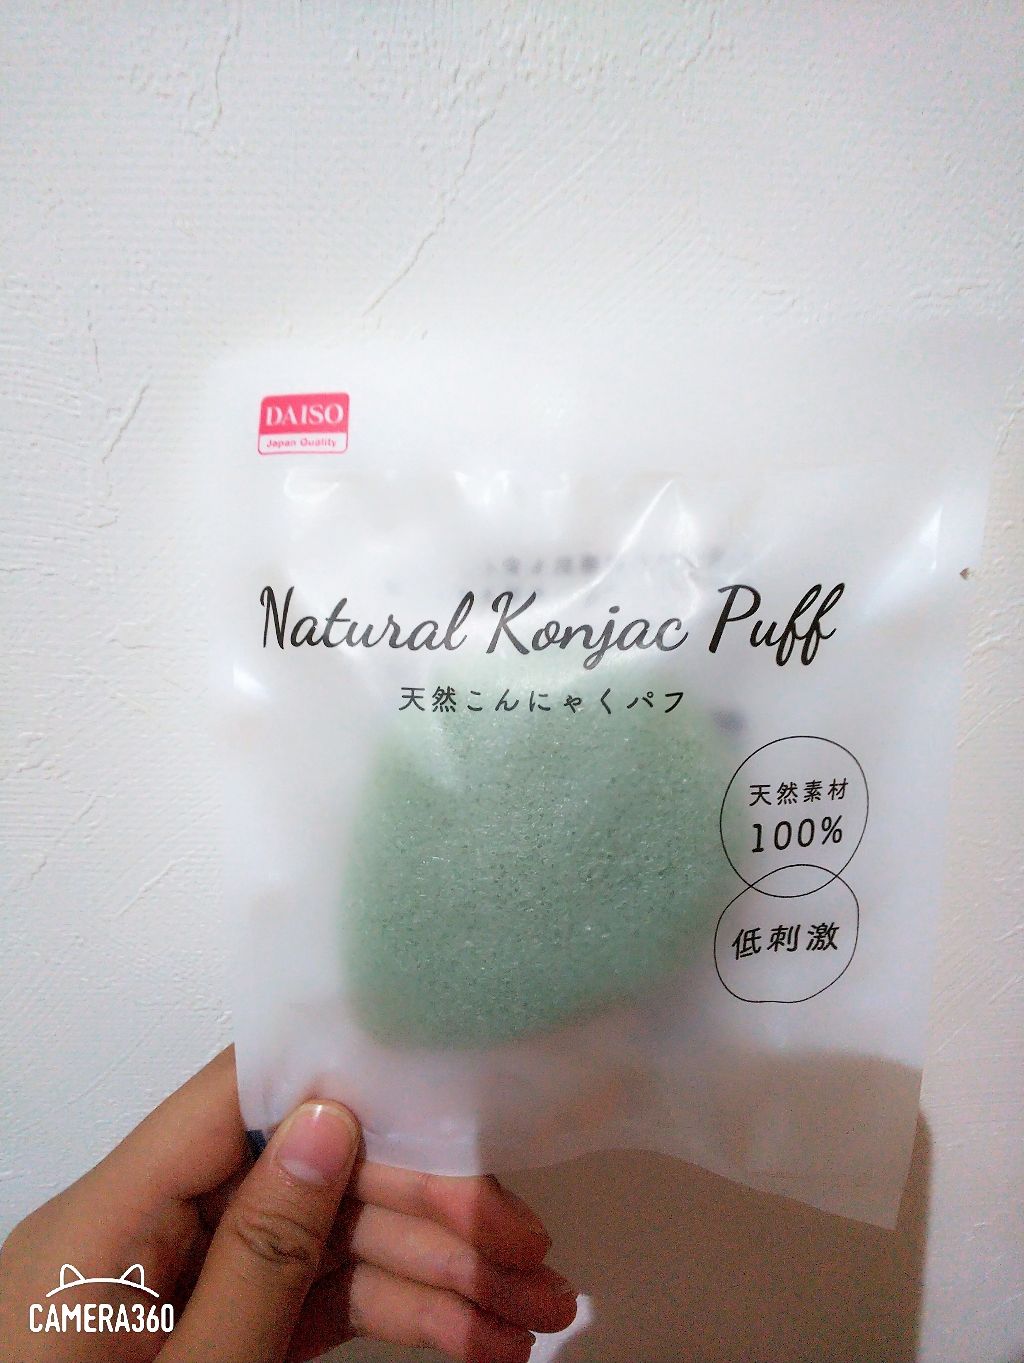 DAISO
Japan Quality
Natural Konjac Puff
天然こんにゃくパフ
天然素材
100%
低刺激
CAMERA360